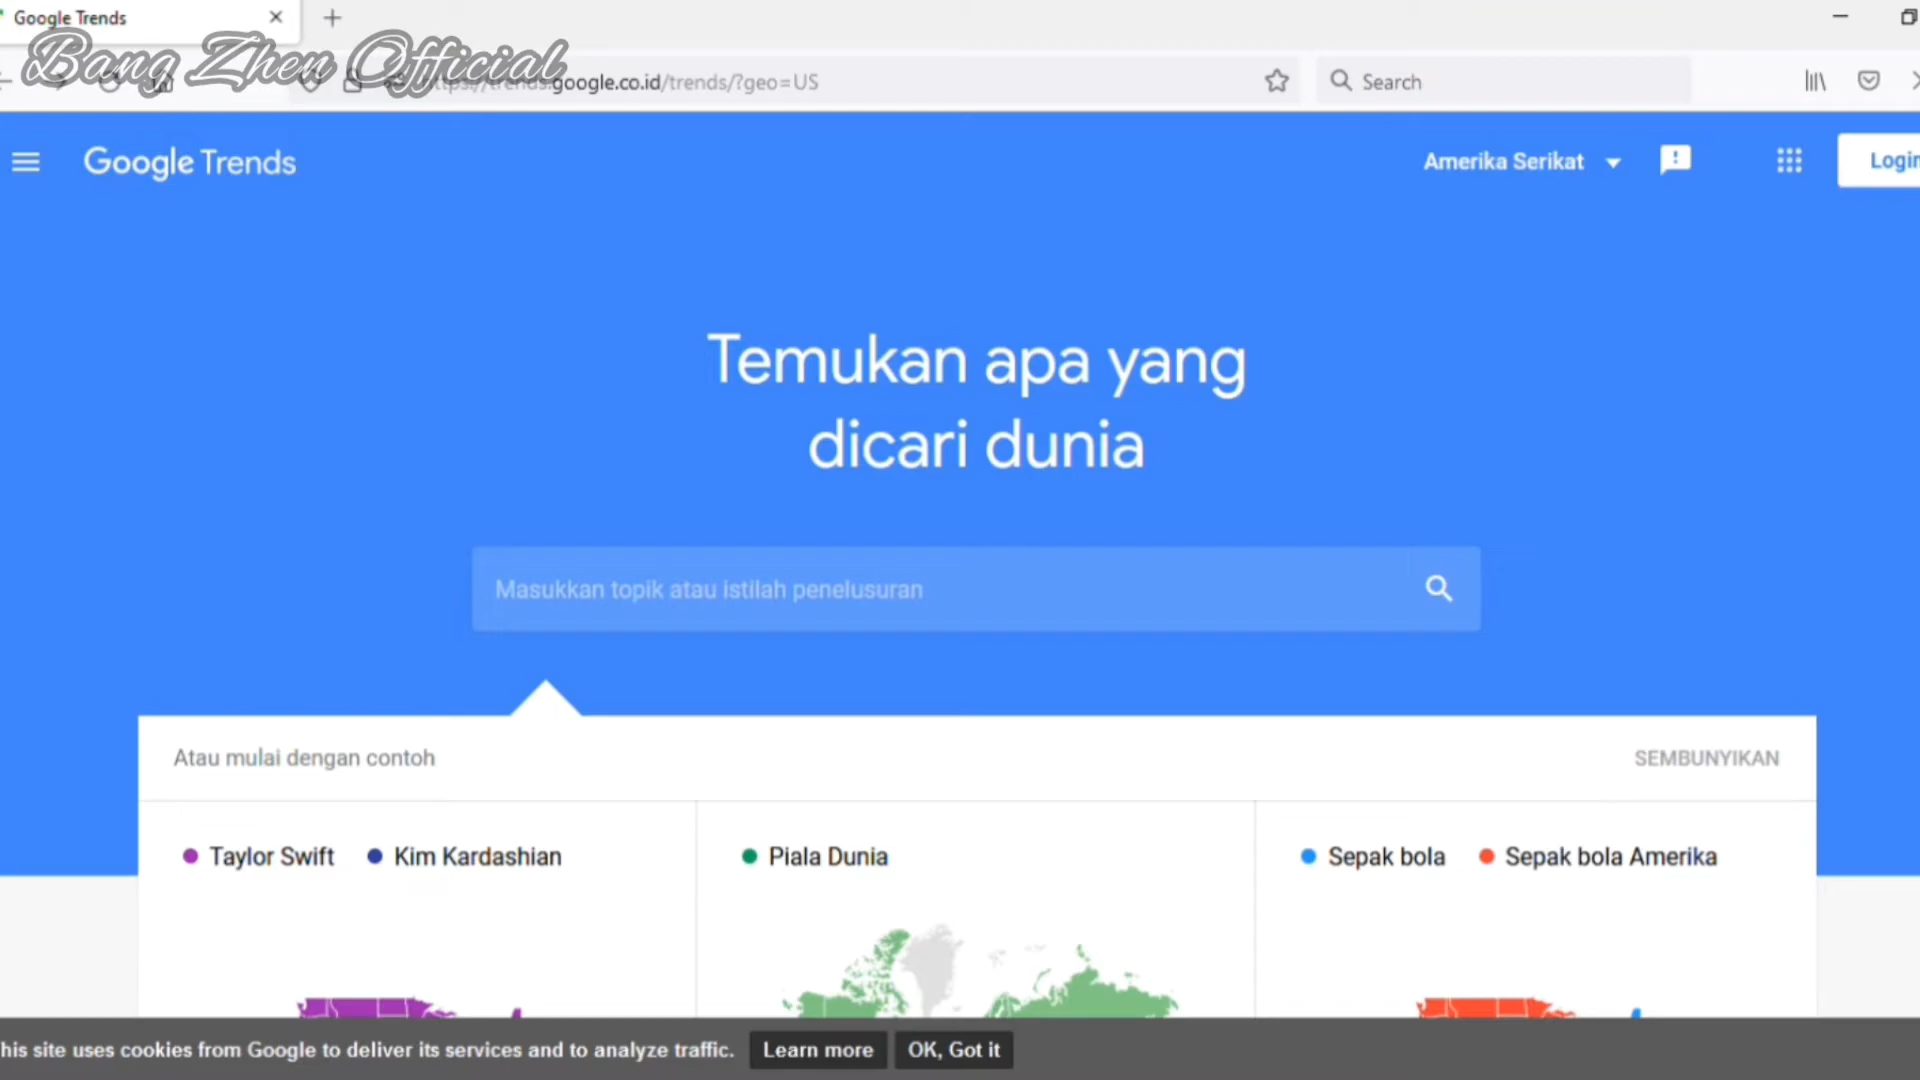 Google Trends
Bang Zhen Official
https://trends.google.co.id/trends/?geo=US
Search
Google Trends
Amerika Serikat
Login
Temukan apa yang
dicari dunia
Masukkan topik atau istilah penelusuran
Atau mulai dengan contoh
SEMBUNYIKAN
Taylor Swift
Kim Kardashian
Piala Dunia
Sepak bola
Sepak bola Amerika
his site uses cookies from Google to deliver its services and to analyze traffic.
Learn more
OK, Got it